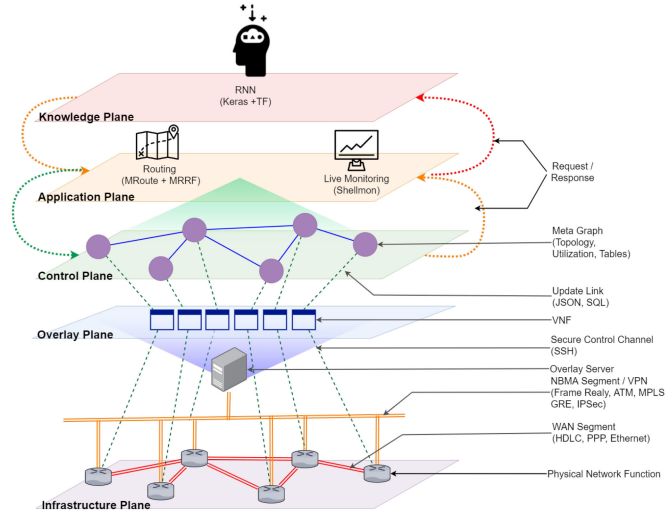 RNN
(Keras +TF)
Knowledge Plane
Routing
(MRoute + MRRF)
Live Monitoring
(Shellmon)
Application Plane
Request /
Response
Meta Graph
(Topology,
Utilization, Tables)
Control Plane
Update Link
(JSON, SQL)
VNF
Overlay Plane
Secure Control Channel
(SSH)
Overlay Server
NBMA Segment / VPN
(Frame Realy, ATM, MPLS
GRE, IPSec)
WAN Segment
(HDLC, PPP, Ethernet)
Physical Network Function
Infrastructure Plane